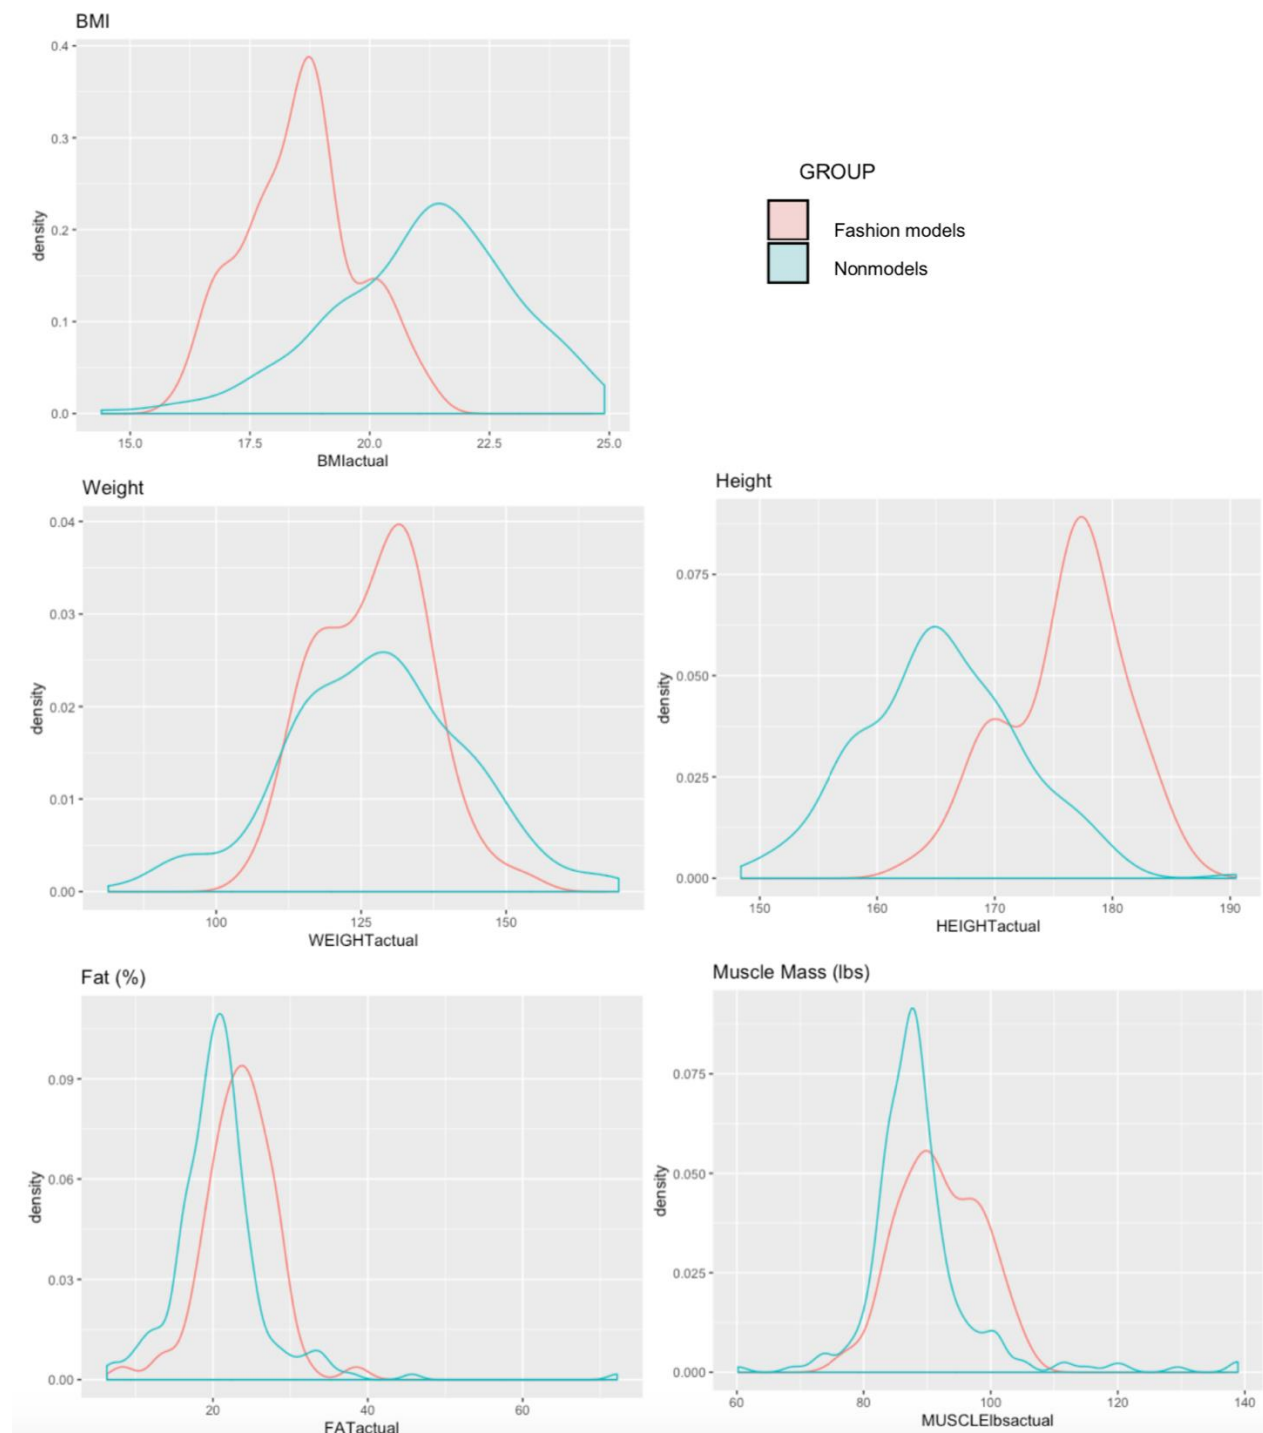 BMI
0.4
0.3
0.2
0.1
0.0
density
15.0 17.5 20.0 22.5 25.0
BMIactual
GROUP
Fashion models
Nonmodels
Weight
0.04
0.03
0.02
0.01
0.00
density
100 125 150
WEIGHTactual
Height
0.075
0.050
0.025
0.000
density
150 160 170 180 190
HEIGHTactual
Fat (%)
0.09
0.06
0.03
0.00
density
20 40 60
FATactual
Muscle Mass (lbs)
0.075
0.050
0.025
0.000
density
60 80 100 120 140
MUSCLElbsactual